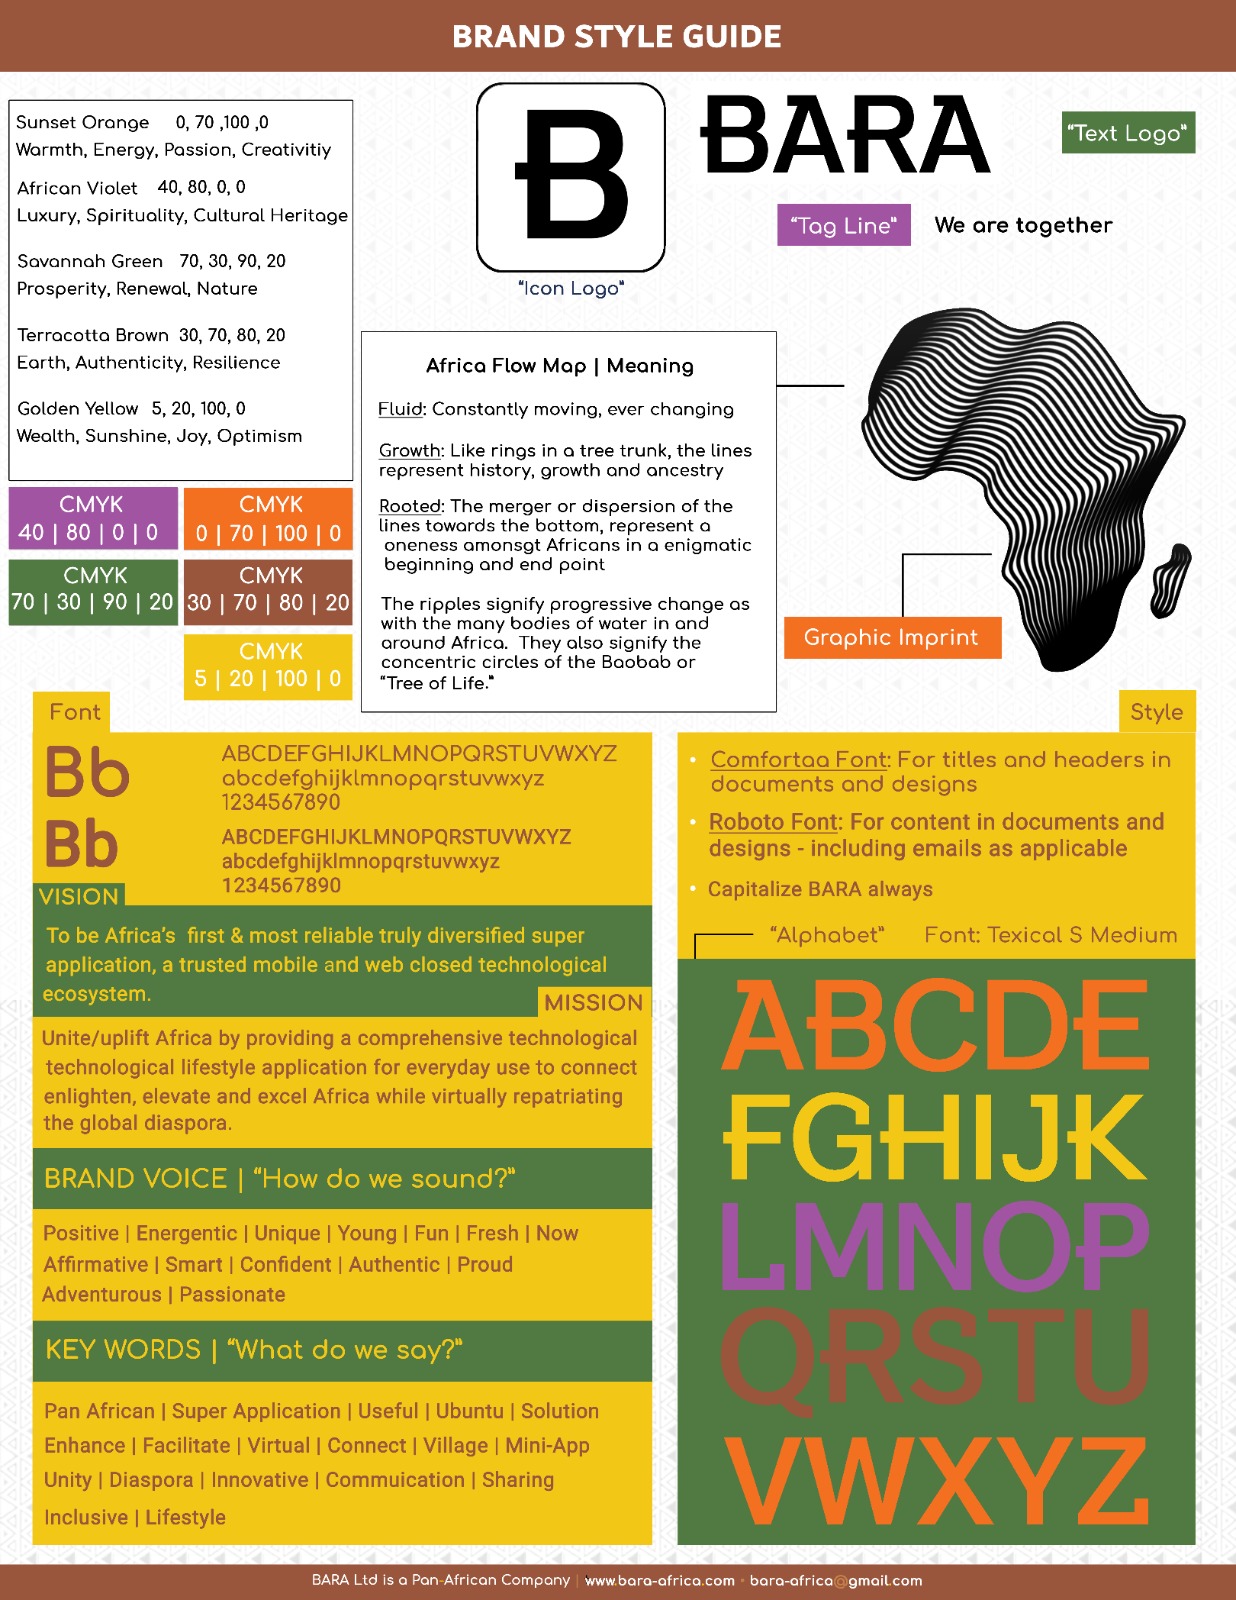 BRAND STYLE GUIDE
Sunset Orange 0, 70 ,100 ,0
Warmth, Energy, Passion, Creativitiy
African Violet 40, 80, 0, 0
Luxury, Spirituality, Cultural Heritage
Savannah Green 70, 30, 90, 20
Prosperity, Renewal, Nature
Terracotta Brown 30, 70, 80, 20
Earth, Authenticity, Resilience
Golden Yellow 5, 20, 100, 0
Wealth, Sunshine, Joy, Optimism
CMYK
40 | 80 | 0 | 0
CMYK
0 | 70 | 100 | 0
CMYK
70 | 30 | 90 | 20
CMYK
30 | 70 | 80 | 20
CMYK
5 | 20 | 100 | 0
B
“Icon Logo”
BARA
“Text Logo”
“Tag Line”
We are together
Africa Flow Map | Meaning
Fluid: Constantly moving, ever changing
Growth: Like rings in a tree trunk, the lines
represent history, growth and ancestry
Rooted: The merger or dispersion of the
lines towards the bottom, represent a
oneness amonsgt Africans in a enigmatic
beginning and end point
The ripples signify progressive change as
with the many bodies of water in and
around Africa. They also signify the
concentric circles of the Baobab or
“Tree of Life.”
Graphic Imprint
Font
Bb
ABCDEFGHIJKLMNOPQRSTUVWXYZ
abcdefghijklmnopqrstuvwxyz
1234567890
Bb
ABCDEFGHIJKLMNOPQRSTUVWXYZ
abcdefghijklmnopqrstuvwxyz
1234567890
VISION
To be Africa’s first & most reliable truly diversified super
application, a trusted mobile and web closed technological
ecosystem.
MISSION
Unite/uplift Africa by providing a comprehensive technological
technological lifestyle application for everyday use to connect
enlighten, elevate and excel Africa while virtually repatriating
the global diaspora.
BRAND VOICE | “How do we sound?”
Positive | Energentic | Unique | Young | Fun | Fresh | Now
Affirmative | Smart | Confident | Authentic | Proud
Adventurous | Passionate
KEY WORDS | “What do we say?”
Pan African | Super Application | Useful | Ubuntu | Solution
Enhance | Facilitate | Virtual | Connect | Village | Mini-App
Unity | Diaspora | Innovative | Commuication | Sharing
Inclusive | Lifestyle
Style
• Comfortaa Font: For titles and headers in
documents and designs
• Roboto Font: For content in documents and
designs - including emails as applicable
• Capitalize BARA always
“Alphabet” Font: Texical S Medium
ABCDE
FGHIJK
LMNOP
QRSTU
VWXYZ
BARA Ltd is a Pan-African Company | www.bara-africa.com • bara-africa@gmail.com